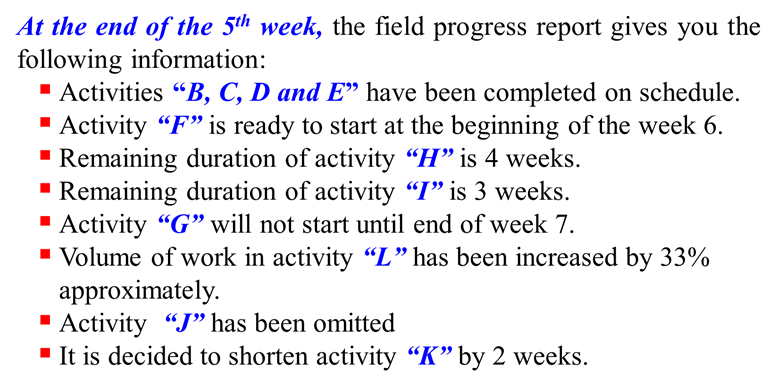 At the end of the 5th week, the field progress report gives you the
following information:
▪ Activities “B, C, D and E” have been completed on schedule.
▪ Activity “F” is ready to start at the beginning of the week 6.
▪ Remaining duration of activity “H” is 4 weeks.
▪ Remaining duration of activity “I” is 3 weeks.
▪ Activity “G” will not start until end of week 7.
▪ Volume of work in activity “L” has been increased by 33%
approximately.
▪ Activity “J” has been omitted
▪ It is decided to shorten activity “K” by 2 weeks.